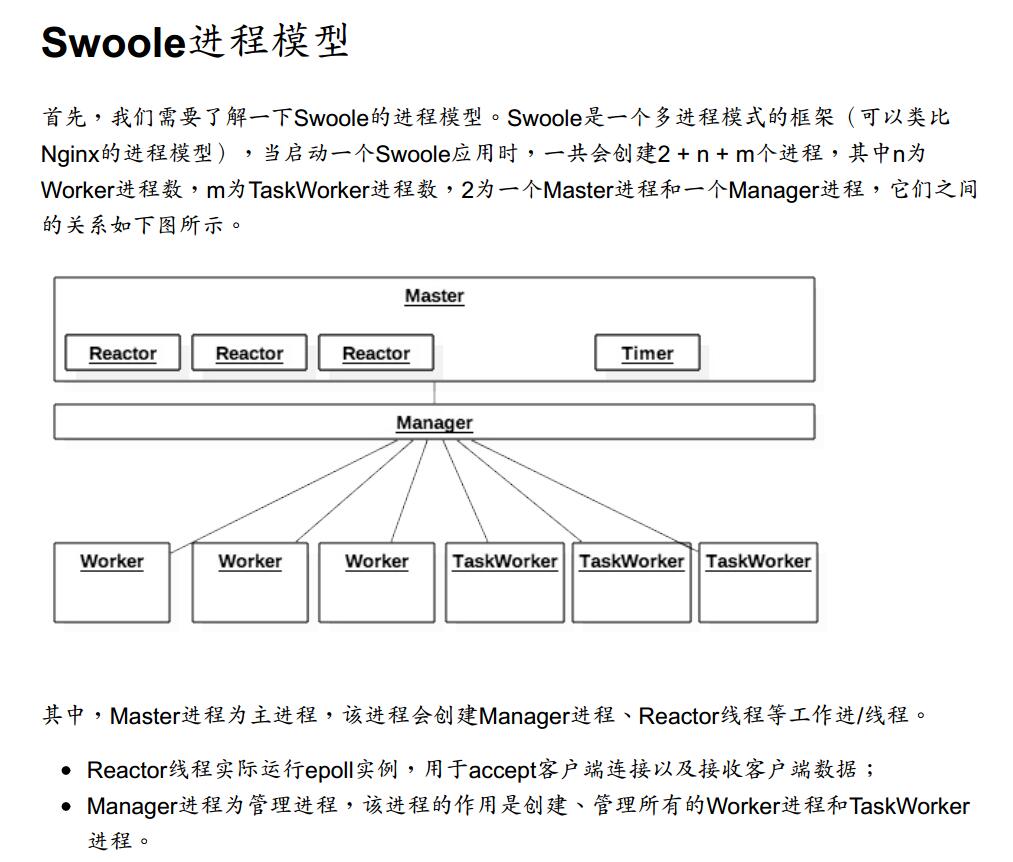 Swoole进程模型
首先，我们需要了解一下Swoole的进程模型。Swoole是一个多进程模式的框架（可以类比
Nginx的进程模型），当启动一个Swoole应用时，一共会创建2 + n + m个进程，其中n为
Worker进程数，m为TaskWorker进程数，2为一个Master进程和一个Manager进程，它们之间
的关系如下图所示。
Master
Reactor Reactor Reactor Timer
Manager
Worker Worker Worker TaskWorker TaskWorker TaskWorker
其中，Master进程为主进程，该进程会创建Manager进程、Reactor线程等工作进/线程。
• Reactor线程实际运行epoll实例，用于accept客户端连接以及接收客户端数据；
• Manager进程为管理进程，该进程的作用是创建、管理所有的Worker进程和TaskWorker
进程。